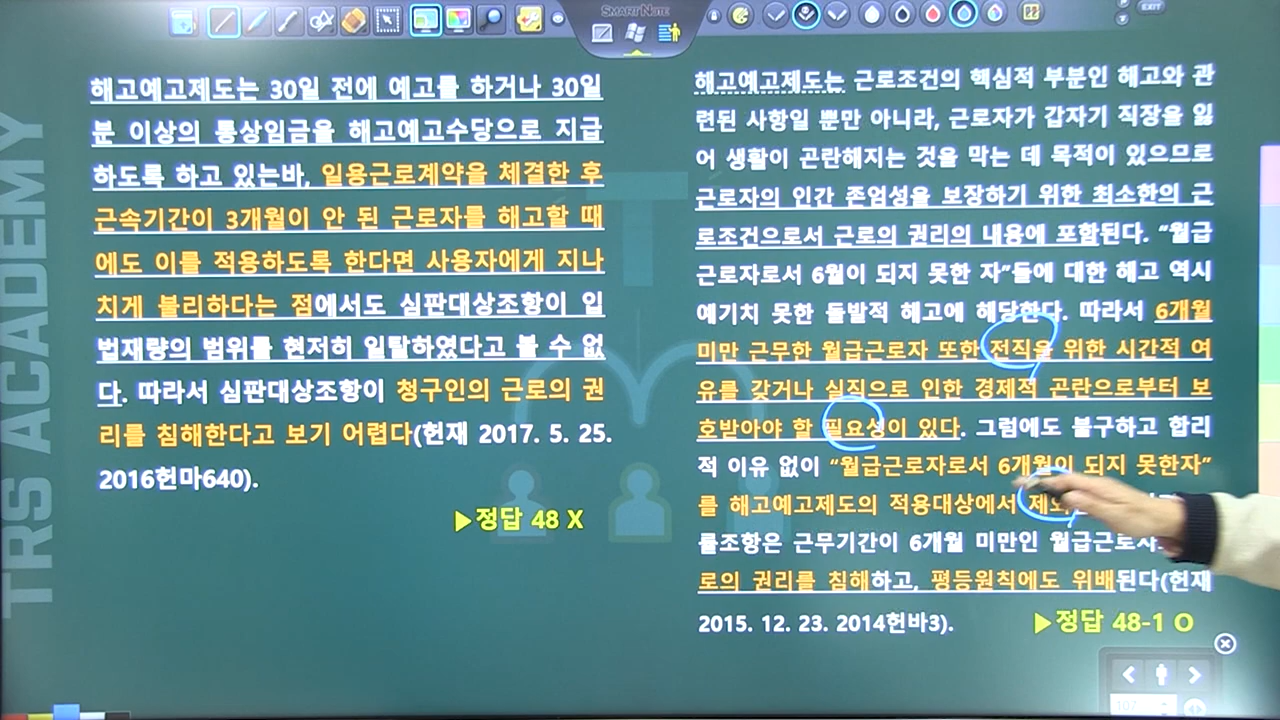 SMARTNOTE
EXIT
TRS ACADEMY
해고예고제도는 30일 전에 예고를 하거나 30일
분 이상의 통상임금을 해고예고수당으로 지급
하도록 하고 있는바, 일용근로계약을 체결한 후
근속기간이 3개월이 안 된 근로자를 해고할 때
에도 이를 적용하도록 한다면 사용자에게 지나
치게 불리하다는 점에서도 심판대상조항이 입
법재량의 범위를 현저히 일탈하였다고 볼 수 없
다. 따라서 심판대상조항이 청구인의 근로의 권
리를 침해한다고 보기 어렵다(헌재 2017. 5. 25.
2016헌마640).
▶정답 48 X
해고예고제도는 근로조건의 핵심적 부분인 해고와 관
련된 사항일 뿐만 아니라, 근로자가 갑자기 직장을 잃
어 생활이 곤란해지는 것을 막는 데 목적이 있으므로
근로자의 인간 존엄성을 보장하기 위한 최소한의 근
로조건으로서 근로의 권리의 내용에 포함된다. “월급
근로자로서 6월이 되지 못한 자”들에 대한 해고 역시
예기치 못한 돌발적 해고에 해당한다. 따라서 6개월
미만 근무한 월급근로자 또한 전직을 위한 시간적 여
유를 갖거나 실직으로 인한 경제적 곤란으로부터 보
호받아야 할 필요성이 있다. 그럼에도 불구하고 합리
적 이유 없이 “월급근로자로서 6개월이 되지 못한자”
를 해고예고제도의 적용대상에서 제외
률조항은 근무기간이 6개월 미만인 월급근로자
로의 권리를 침해하고, 평등원칙에도 위배된다(헌재
2015. 12. 23. 2014헌바3).
▶정답 48-1 O
107